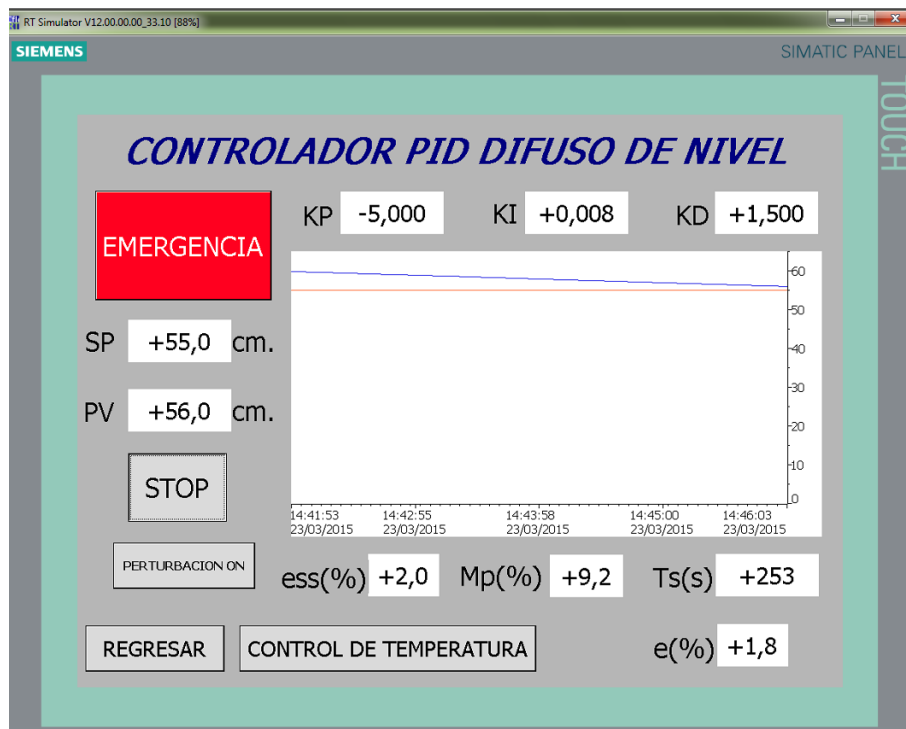 RT Simulator V12.00.00.00_33.10 [88%]
SIEMENS
SIMATIC PANEL
TOUCH
CONTROLADOR PID DIFUSO DE NIVEL
EMERGENCIA
KP -5,000 KI +0,008 KD +1,500
60
50
40
30
20
10
0
SP +55,0 cm.
PV +56,0 cm.
STOP
14:41:53 14:42:55 14:43:58 14:45:00 14:46:03
23/03/2015 23/03/2015 23/03/2015 23/03/2015 23/03/2015
PERTURBACION ON
ess(%) +2,0 Mp(%) +9,2 Ts(s) +253
REGRESAR CONTROL DE TEMPERATURA e(%) +1,8